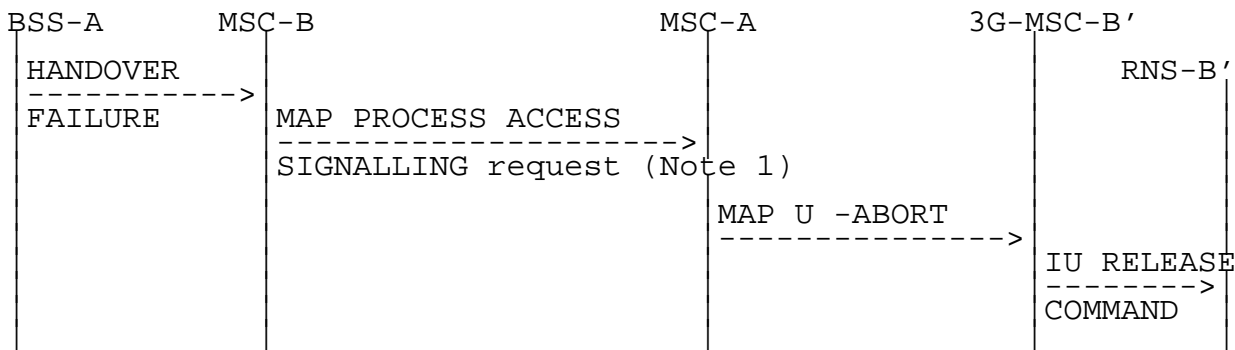 BSS-A MSC-B MSC-A 3G-MSC-B'
HANDOVER RNS-B'
----------->
FAILURE MAP PROCESS ACCESS
--------------------->
SIGNALLING request (Note 1)
MAP U -ABORT
--------------->
IU RELEASE
-------->
COMMAND